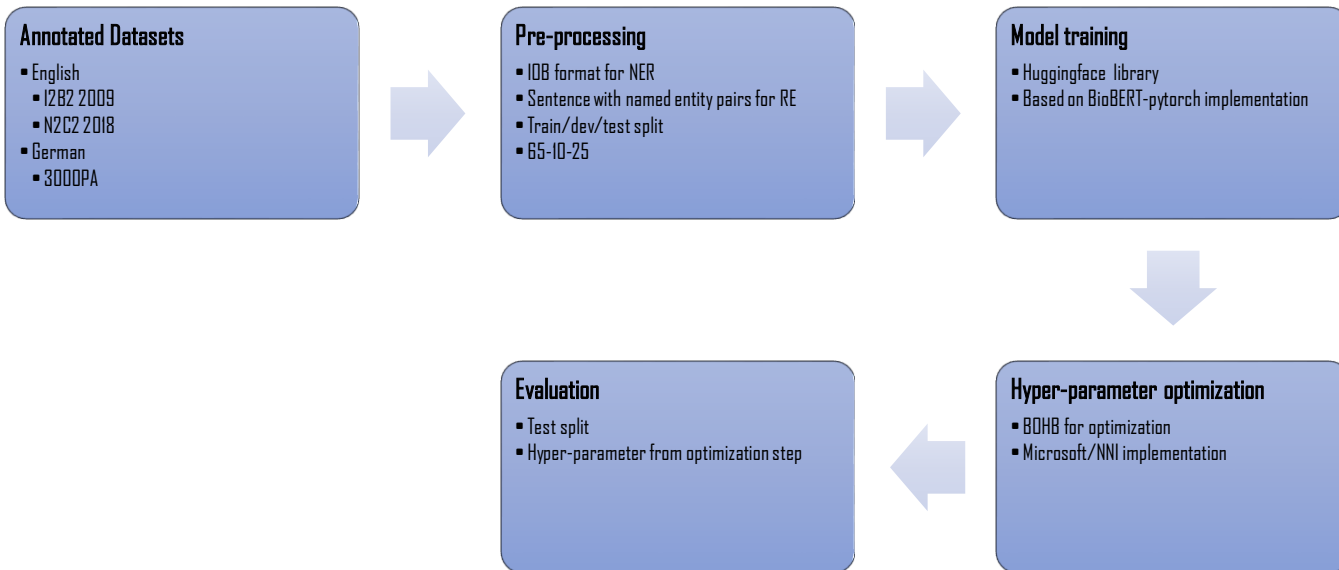 Annotated Datasets
▪ English
▪ I2B2 2009
▪ N2C2 2018
▪ German
▪ 3000PA
Pre-processing
▪ IOB format for NER
▪ Sentence with named entity pairs for RE
▪ Train/dev/test split
▪ 65-10-25
Model training
▪ Huggingface library
▪ Based on BioBERT-pytorch implementation
Hyper-parameter optimization
▪ BOHB for optimization
▪ Microsoft/NNI implementation
Evaluation
▪ Test split
▪ Hyper-parameter from optimization step